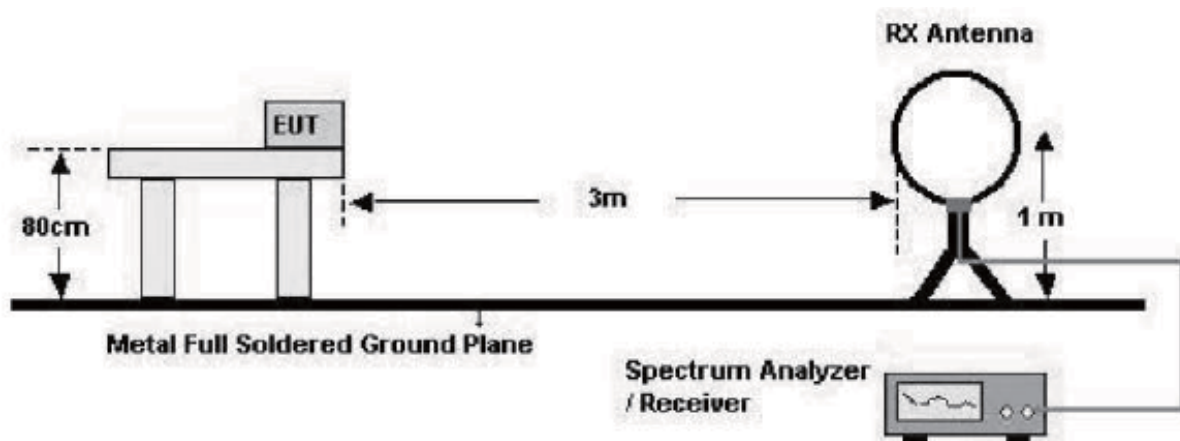 RX Antenna
EUT
80cm
3m
1 m
Metal Full Soldered Ground Plane
Spectrum Analyzer
/ Receiver